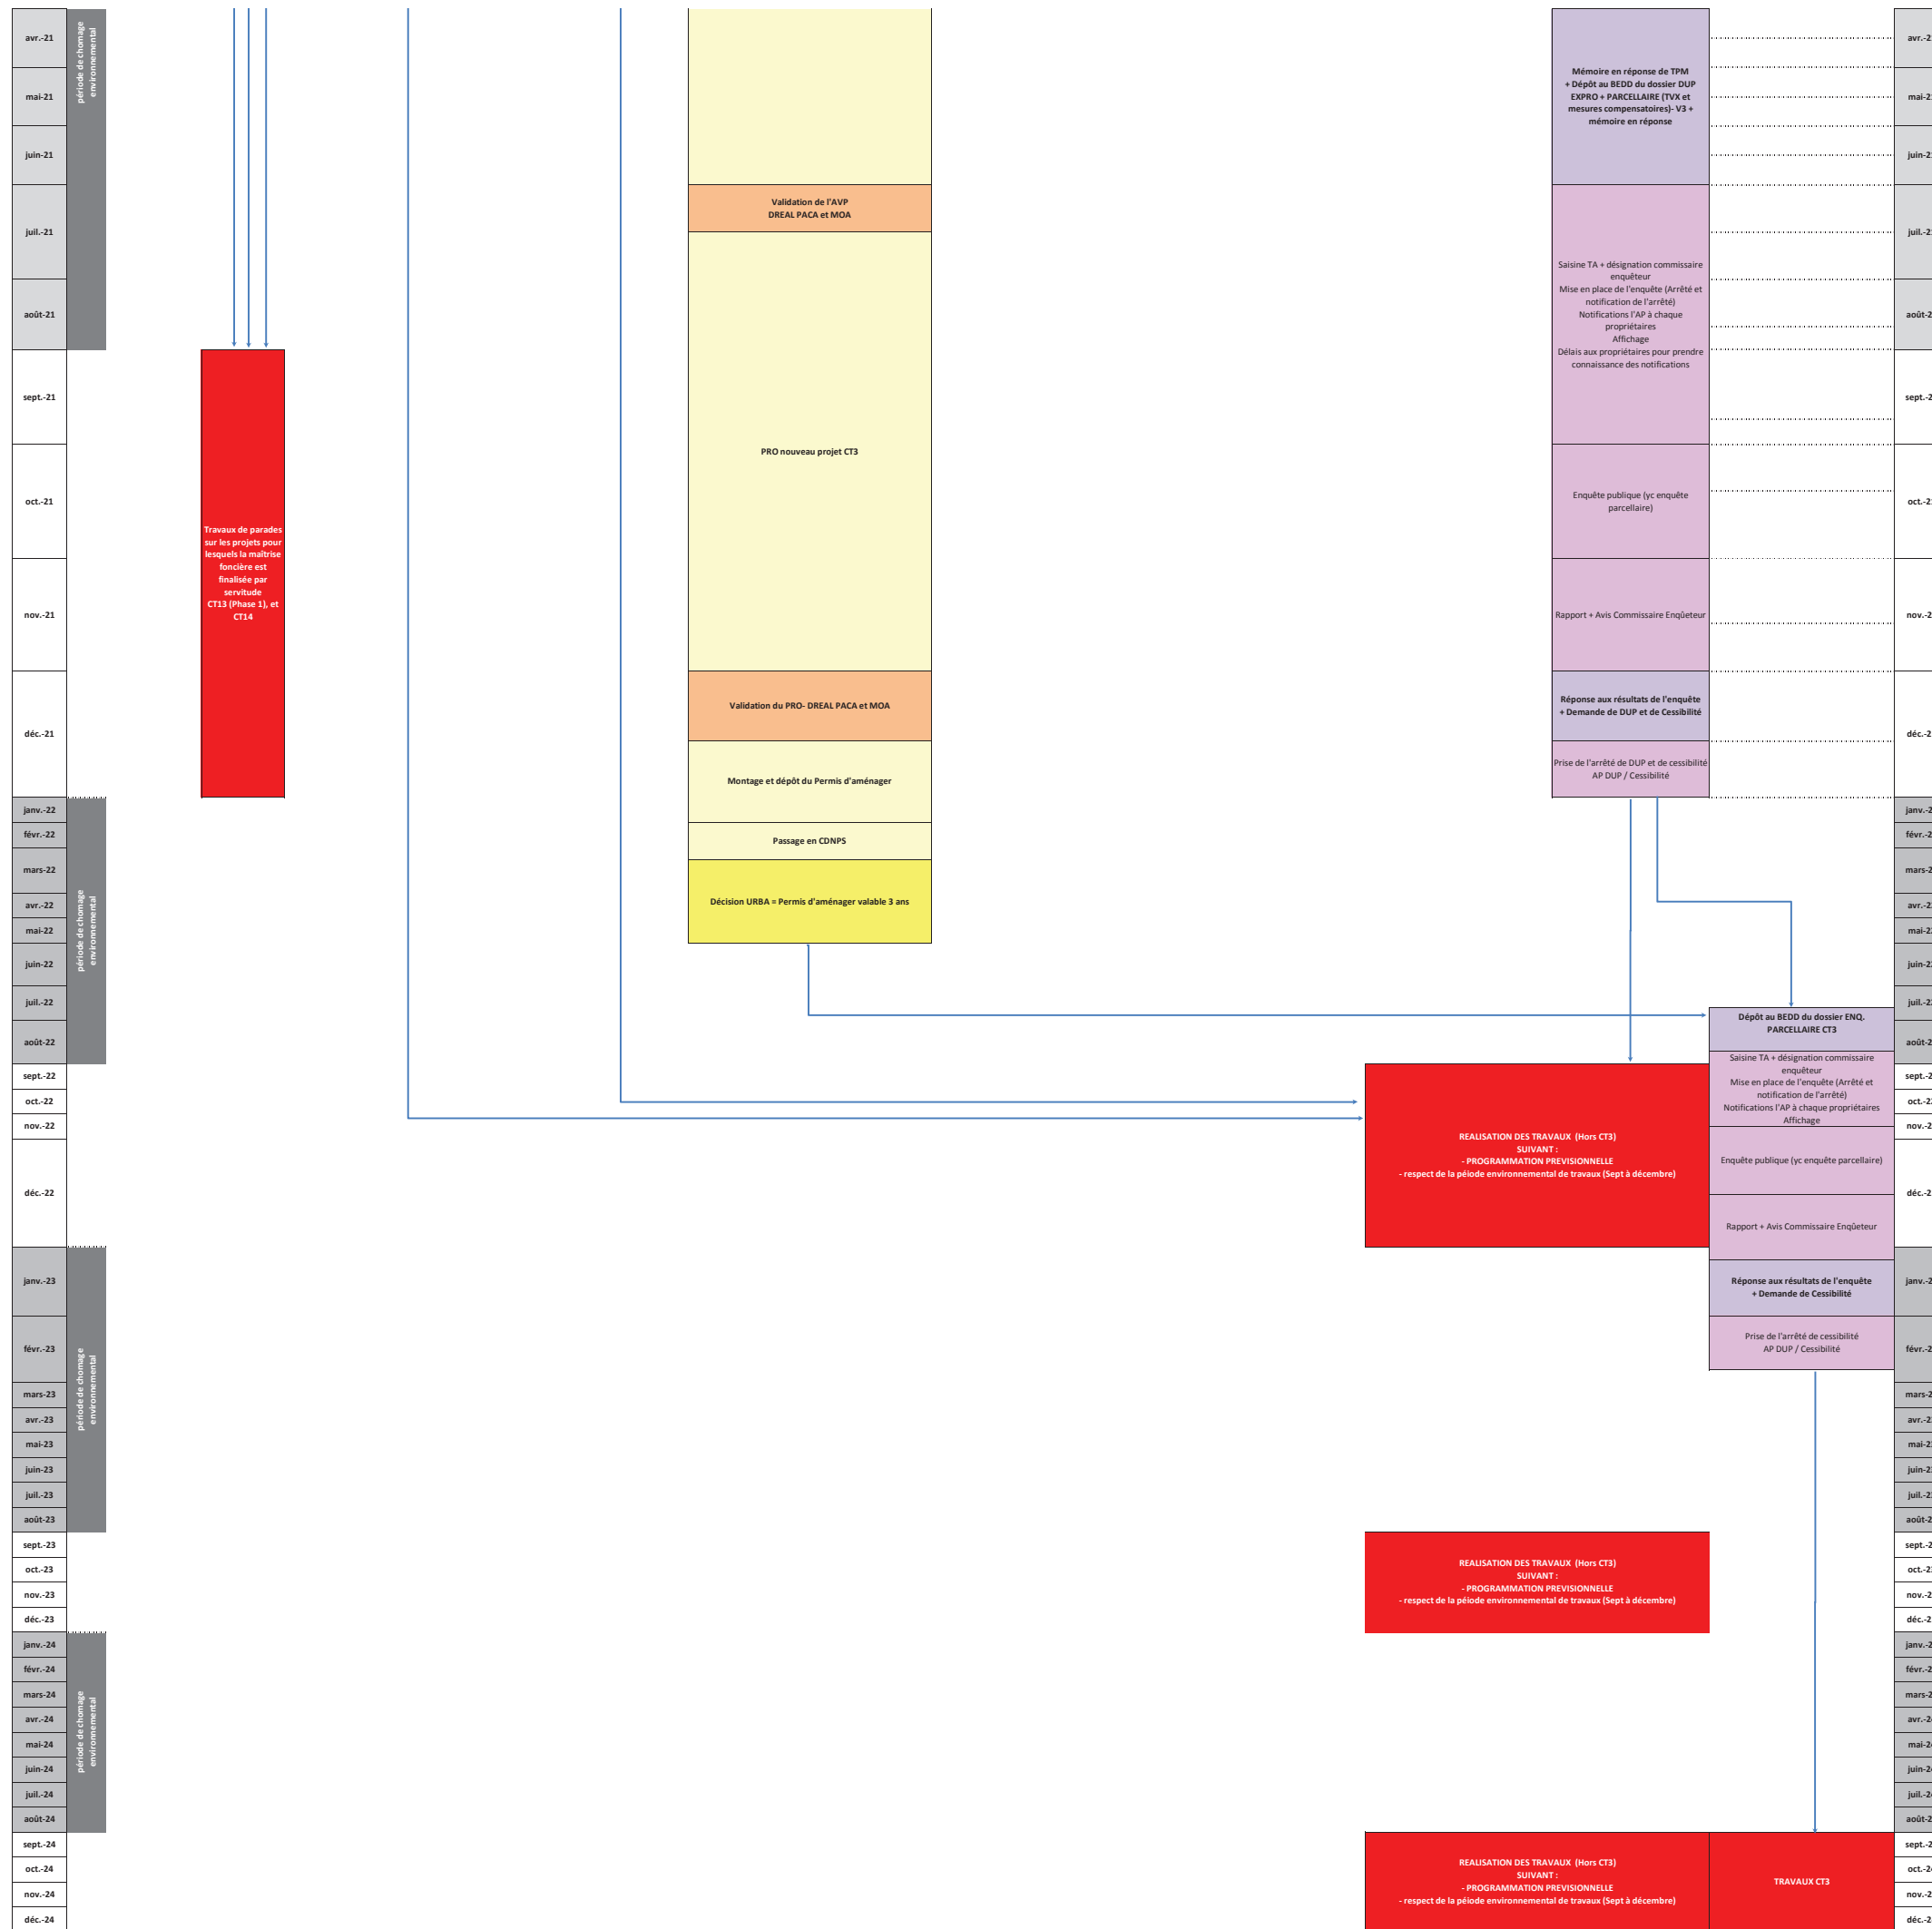 avr.-21
mai-21
juin-21
juil.-21
août-21
sept.-21
oct.-21
nov.-21
déc.-21
janv.-22
févr.-22
mars-22
avr.-22
mai-22
juin-22
juil.-22
août-22
sept.-22
oct.-22
nov.-22
déc.-22
janv.-23
févr.-23
mars-23
avr.-23
mai-23
juin-23
juil.-23
août-23
sept.-23
oct.-23
nov.-23
déc.-23
janv.-24
févr.-24
mars-24
avr.-24
mai-24
juin-24
juil.-24
août-24
sept.-24
oct.-24
nov.-24
déc.-24
période de chomage
environnemental
période de chomage
environnemental
période de chomage
environnemental
période de chomage
environnemental
Travaux de parades
sur les projets pour
lesquels la maîtrise
foncière est
finalisée par
servitude
CT13 (Phase 1), et
CT14
Validation de l'AVP
DREAL PACA et MOA
PRO nouveau projet CT3
Validation du PRO- DREAL PACA et MOA
Montage et dépôt du Permis d'aménager
Passage en CDNPS
Décision URBA = Permis d'aménager valable 3 ans
REALISATION DES TRAVAUX (Hors CT3)
SUIVANT :
- PROGRAMMATION PREVISIONNELLE
- respect de la péiode environnemental de travaux (Sept à décembre)
REALISATION DES TRAVAUX (Hors CT3)
SUIVANT :
- PROGRAMMATION PREVISIONNELLE
- respect de la péiode environnemental de travaux (Sept à décembre)
REALISATION DES TRAVAUX (Hors CT3)
SUIVANT :
- PROGRAMMATION PREVISIONNELLE
- respect de la péiode environnemental de travaux (Sept à décembre)
Mémoire en réponse de TPM
+ Dépôt au BEDD du dossier DUP
EXPRO + PARCELLAIRE (TVX et
mesures compensatoires)- V3 +
mémoire en réponse
Saisine TA + désignation commissaire
enquêteur
Mise en place de l'enquête (Arrêté et
notification de l'arrêté)
Notifications l'AP à chaque
propriétaires
Affichage
Délais aux propriétaires pour prendre
connaissance des notifications
Enquête publique (yc enquête
parcellaire)
Rapport + Avis Commissaire Enqûeteur
Réponse aux résultats de l'enquête
+ Demande de DUP et de Cessibilité
Prise de l'arrêté de DUP et de cessibilité
AP DUP / Cessibilité
Dépôt au BEDD du dossier ENQ.
PARCELLAIRE CT3
Saisine TA + désignation commissaire
enquêteur
Mise en place de l'enquête (Arrêté et
notification de l'arrêté)
Notifications l'AP à chaque propriétaires
Affichage
Enquête publique (yc enquête parcellaire)
Rapport + Avis Commissaire Enqûeteur
Réponse aux résultats de l'enquête
+ Demande de Cessibilité
Prise de l'arrêté de cessibilité
AP DUP / Cessibilité
TRAVAUX CT3